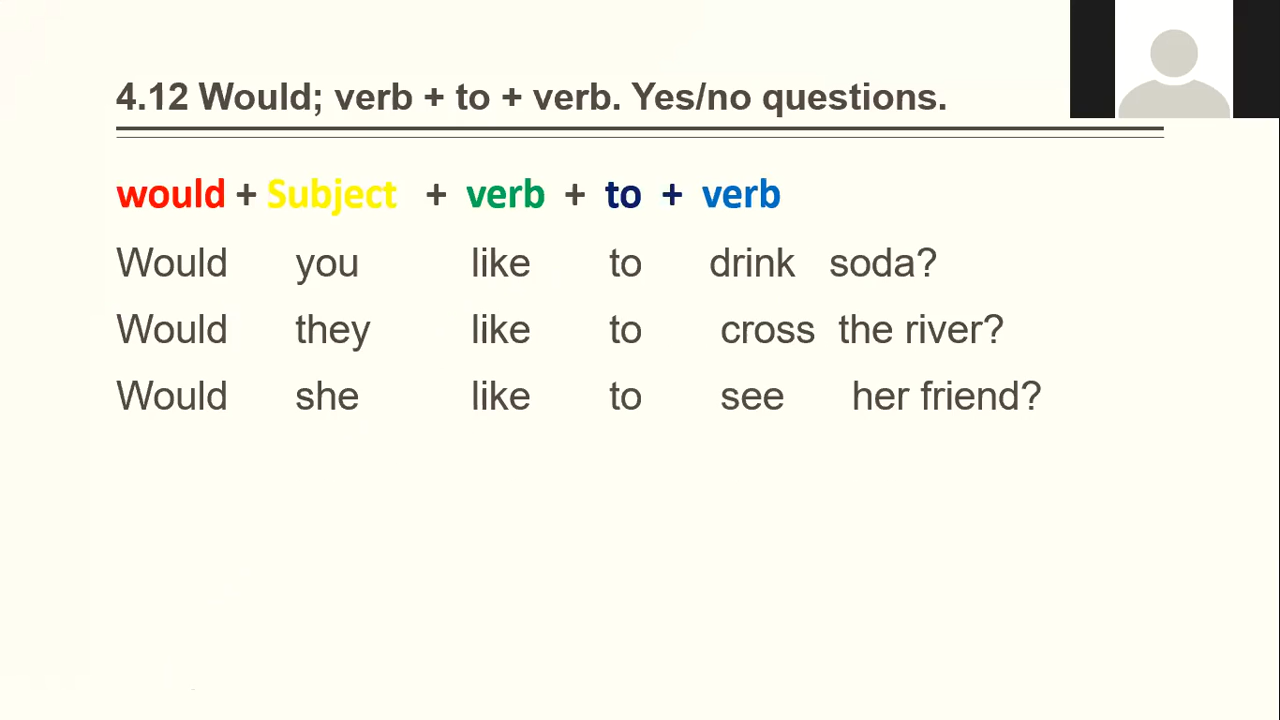 4.12 Would; verb + to + verb. Yes/no questions.
would + Subject + verb + to + verb
Would you like to drink soda?
Would they like to cross the river?
Would she like to see her friend?